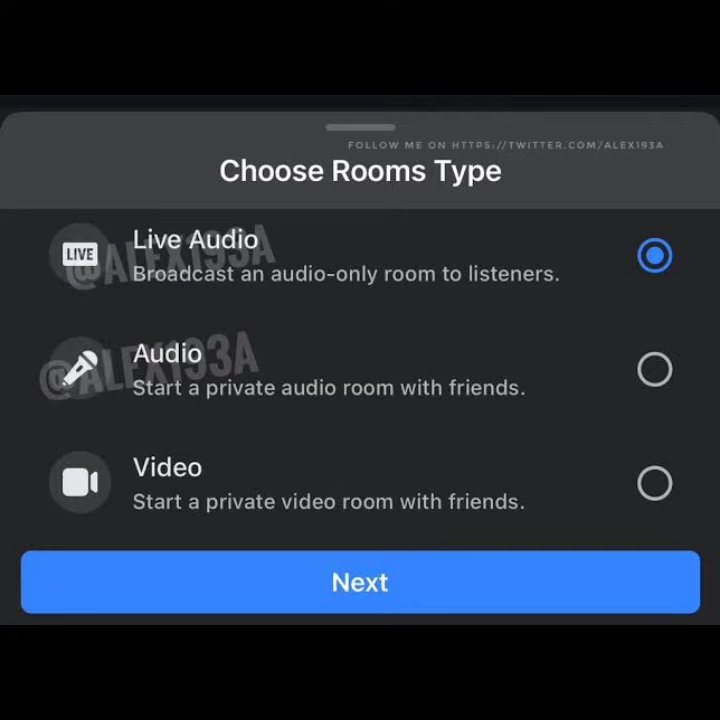 FOLLOW ME ON HTTPS://TWITTER.COM/ALEX193A
Choose Rooms Type
LIVE
Live Audio
@ALEX193A
Broadcast an audio-only room to listeners.
Audio
@ALEX193A
Start a private audio room with friends.
Video
Start a private video room with friends.
Next